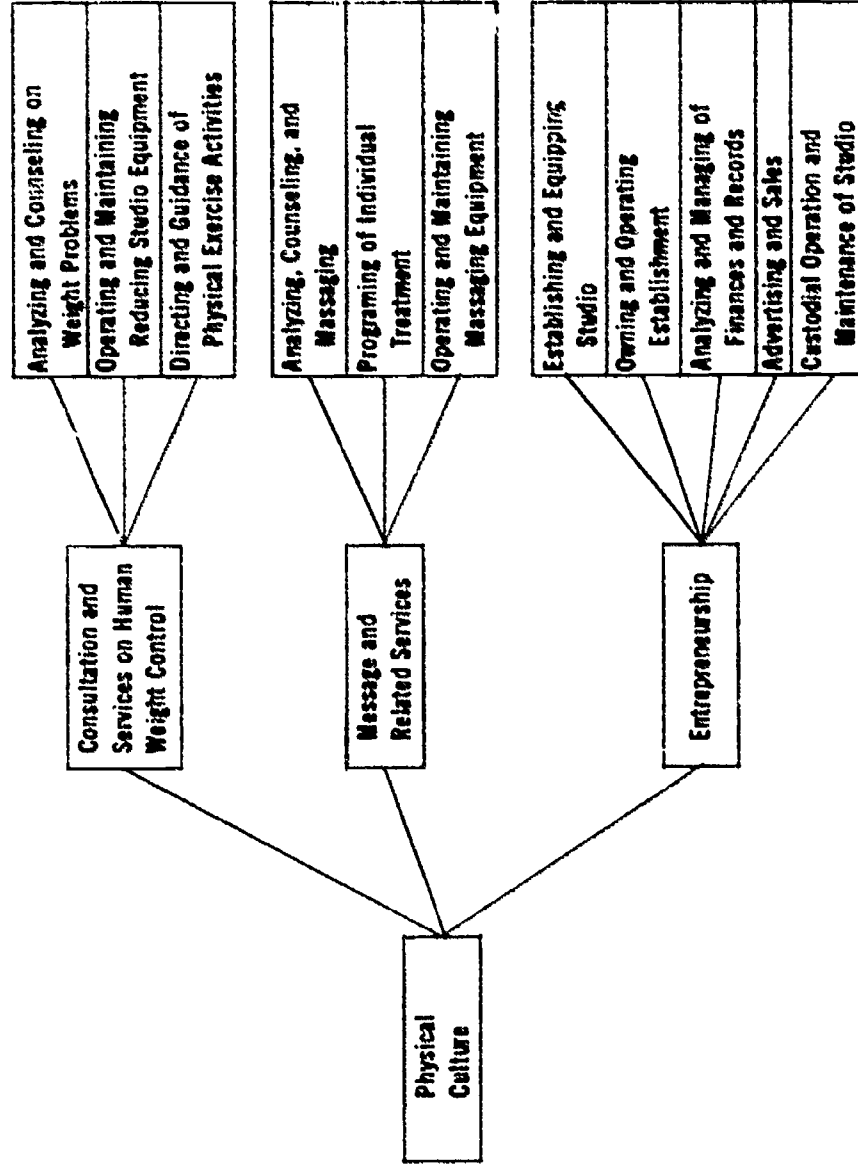 Physical
Culture
Consultation and
Services on Human
Weight Control
Analyzing and Counseling on
Weight Problems
Operating and Maintaining
Reducing Studio Equipment
Directing and Guidance of
Physical Exercise Activities
Message and
Related Services
Analyzing, Counseling, and
Massaging
Programing of Individual
Treatment
Operating and Maintaining
Massaging Equipment
Entrepreneurship
Establishing and Equipping
Studio
Owning and Operating
Establishment
Analyzing and Managing of
Finances and Records
Advertising and Sales
Custodial Operation and
Maintenance of Studio